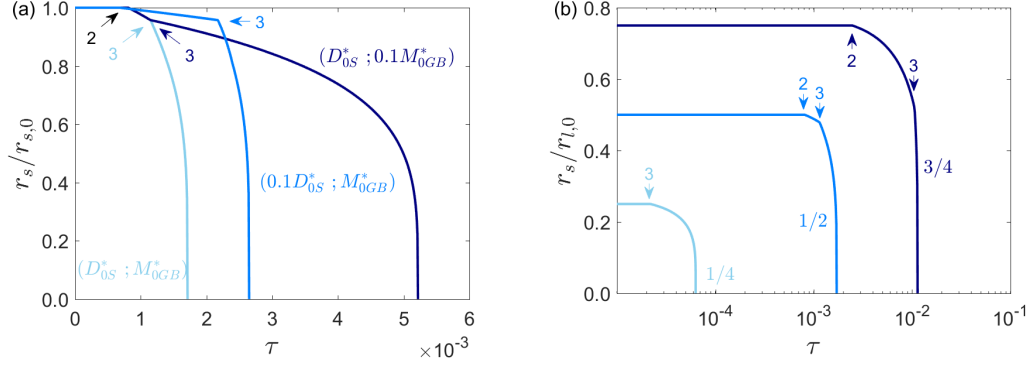 (a)
r_s/r_{s,0}
1.0
0.8
0.6
0.4
0.2
0.0
2
3
3
3
(D*_{0S} ; 0.1M*_{0GB})
(0.1D*_{0S} ; M*_{0GB})
(D*_{0S} ; M*_{0GB})
0 1 2 3 4 5 6
τ ×10^{-3}
(b)
r_s/r_{l,0}
0.8
0.6
0.4
0.2
0.0
2
3
2
3
3
3/4
1/2
1/4
10^{-4} 10^{-3} 10^{-2} 10^{-1}
τ